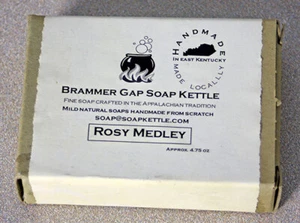 HANDMADE
IN EAST KENTUCKY
MADE LOCALLY
BRAMMER GAP SOAP KETTLE
FINE SOAP CRAFTED IN THE APPALACHIAN TRADITION
MILD NATURAL SOAPS HANDMADE FROM SCRATCH
SOAP@SOAPKETTLE.COM
ROSY MEDLEY
APPROX. 4.75 OZ